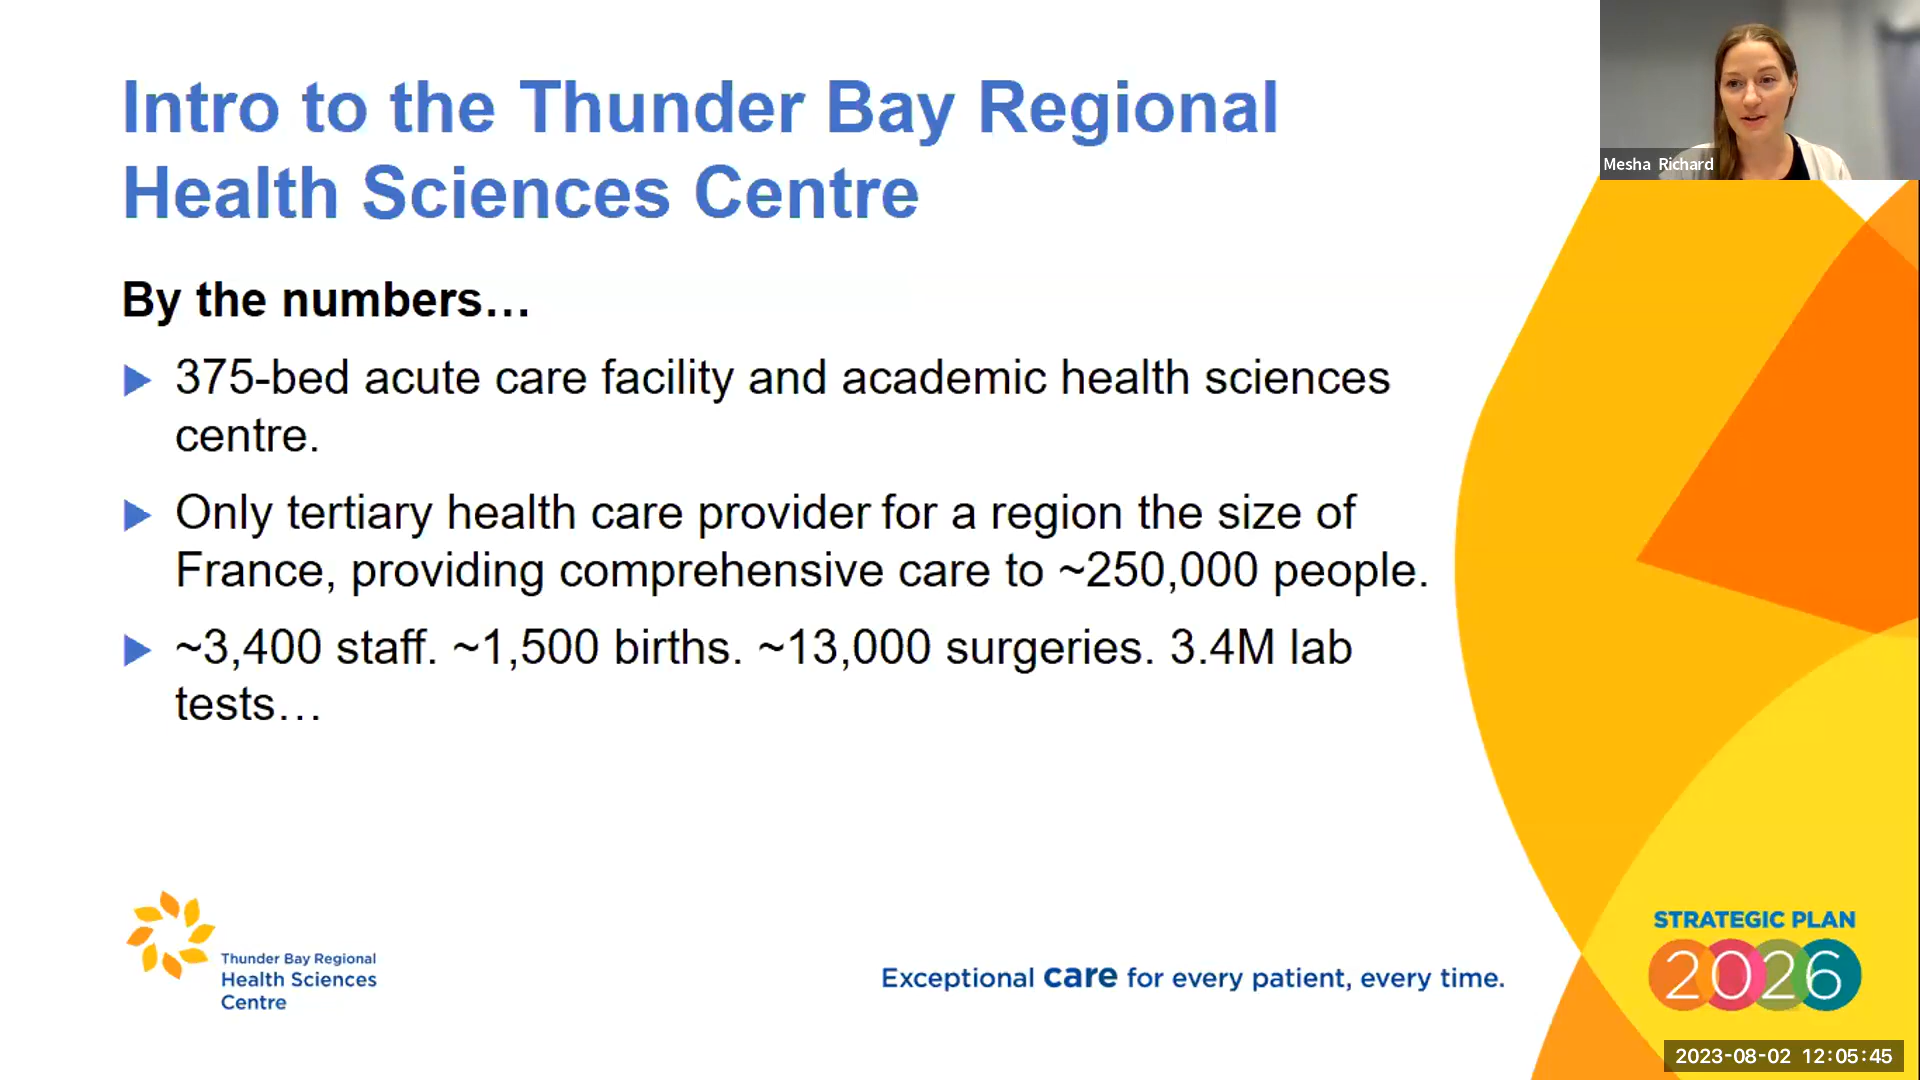 Intro to the Thunder Bay Regional
Health Sciences Centre
Mesha Richard
By the numbers…
375-bed acute care facility and academic health sciences
centre.
Only tertiary health care provider for a region the size of
France, providing comprehensive care to ~250,000 people.
~3,400 staff. ~1,500 births. ~13,000 surgeries. 3.4M lab
tests…
Thunder Bay Regional
Health Sciences
Centre
Exceptional care for every patient, every time.
STRATEGIC PLAN
2026
2023-08-02 12:05:45